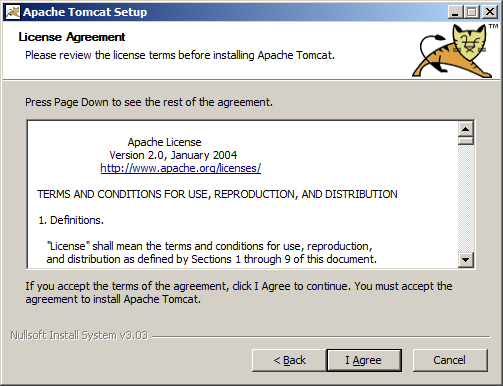 Apache Tomcat Setup
License Agreement
Please review the license terms before installing Apache Tomcat.
TM
Press Page Down to see the rest of the agreement.
Apache License
Version 2.0, January 2004
http://www.apache.org/licenses/
TERMS AND CONDITIONS FOR USE, REPRODUCTION, AND DISTRIBUTION
1. Definitions.
"License" shall mean the terms and conditions for use, reproduction,
and distribution as defined by Sections 1 through 9 of this document.
If you accept the terms of the agreement, click I Agree to continue. You must accept the
agreement to install Apache Tomcat.
Nullsoft Install System v3.03
< Back
I Agree
Cancel